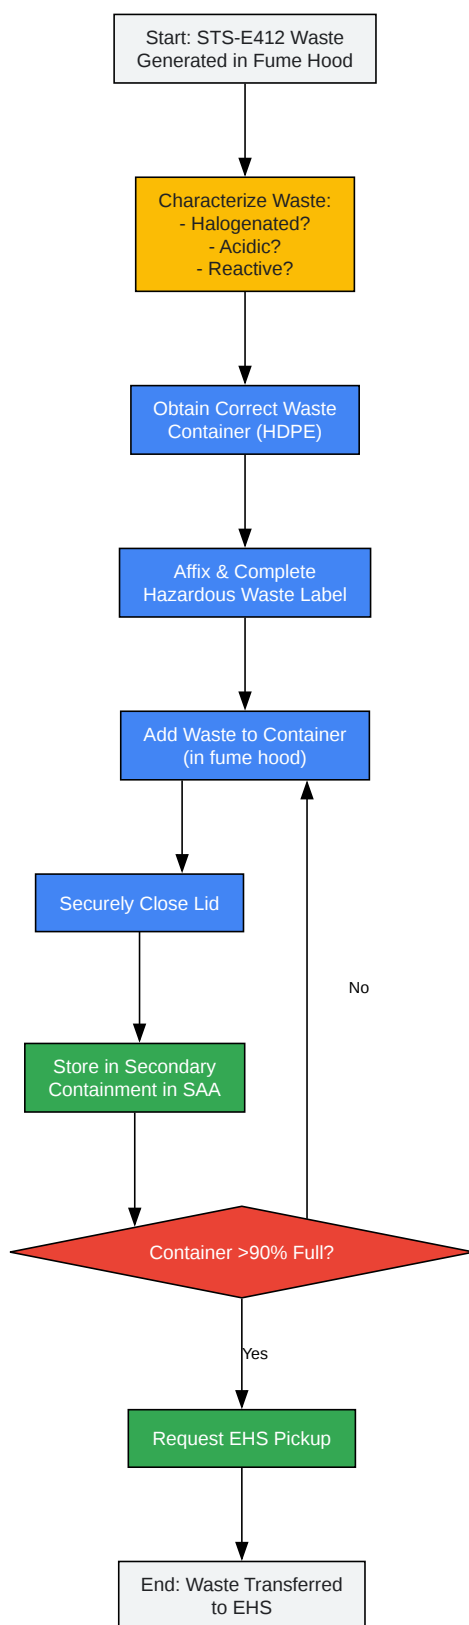 Start: STS-E412 Waste
Generated in Fume Hood
Characterize Waste:
- Halogenated?
- Acidic?
- Reactive?
Obtain Correct Waste
Container (HDPE)
Affix & Complete
Hazardous Waste Label
Add Waste to Container
(in fume hood)
Securely Close Lid
No
Store in Secondary
Containment in SAA
Container >90% Full?
Yes
Request EHS Pickup
End: Waste Transferred
to EHS